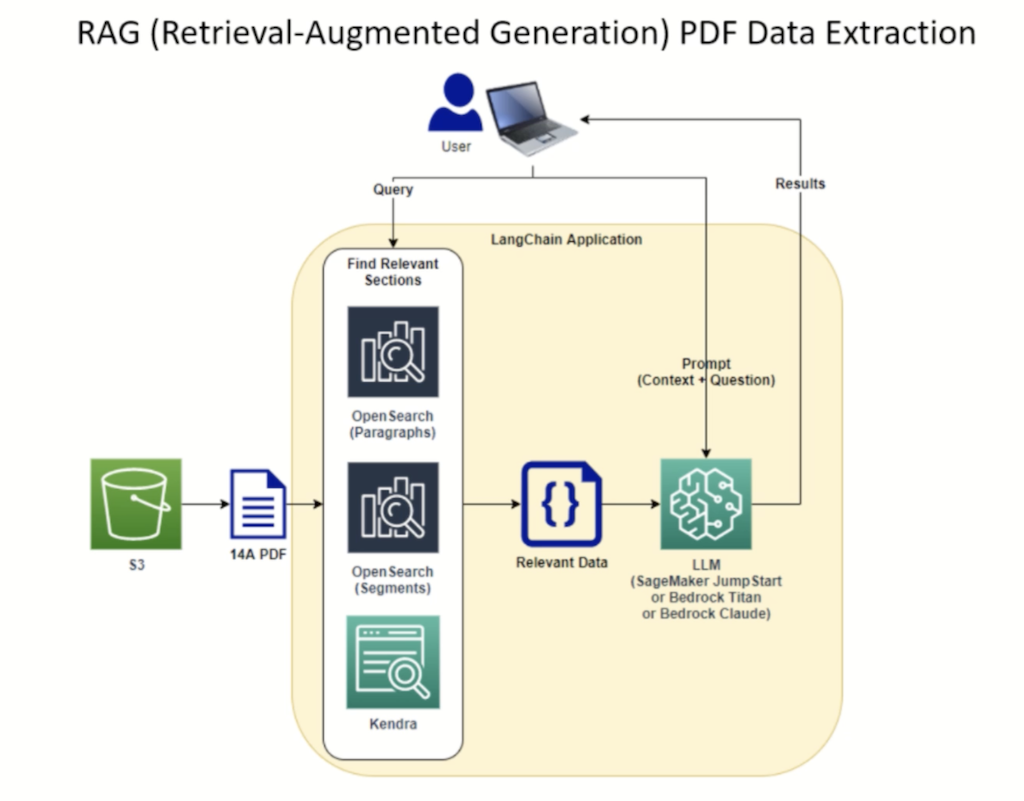 RAG (Retrieval-Augmented Generation) PDF Data Extraction
User
Query
Results
LangChain Application
Find Relevant
Sections
OpenSearch
(Paragraphs)
Prompt
(Context + Question)
S3
14A PDF
OpenSearch
(Segments)
{}
Relevant Data
LLM
(SageMaker JumpStart
or Bedrock Titan
or Bedrock Claude)
Kendra